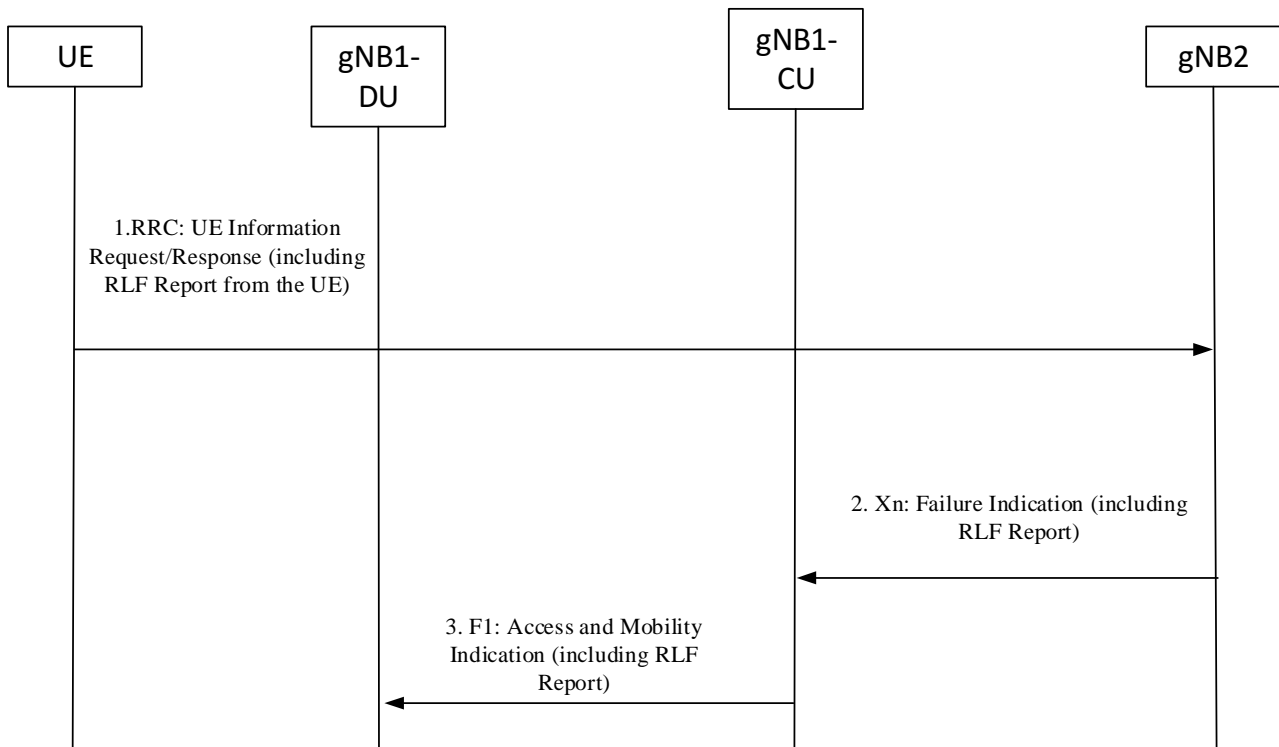 UE
gNB1-
DU
gNB1-
CU
gNB2
1.RRC: UE Information
Request/Response (including
RLF Report from the UE)
2. Xn: Failure Indication (including
RLF Report)
3. F1: Access and Mobility
Indication (including RLF
Report)